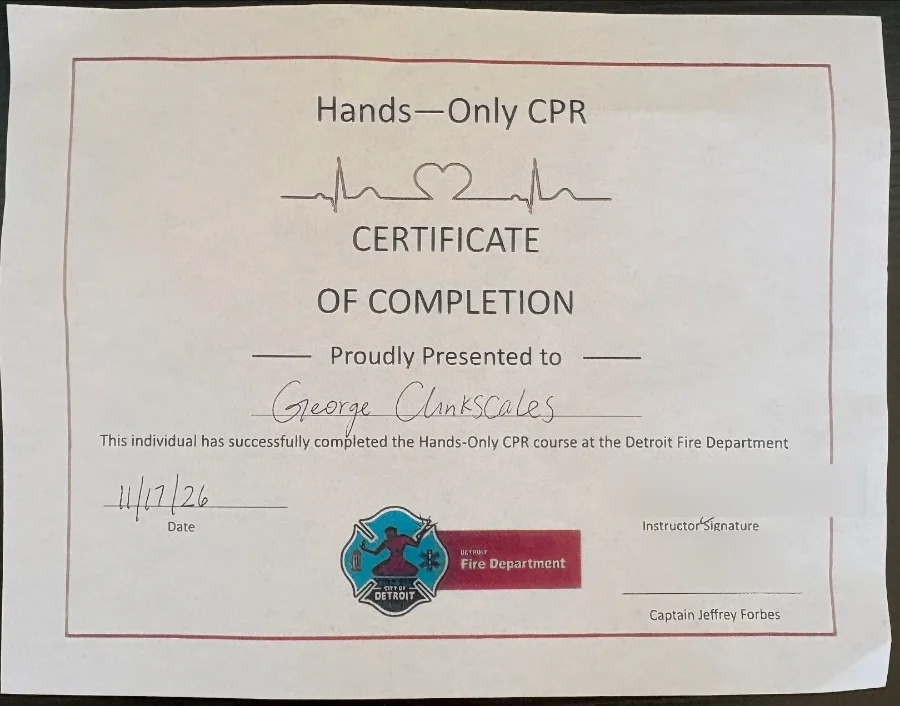 Hands—Only CPR
CERTIFICATE
OF COMPLETION
Proudly Presented to
George Clinkscales
This individual has successfully completed the Hands-Only CPR course at the Detroit Fire Department
11/17/26
Date
Instructor Signature
CITY OF
DETROIT
DETROIT
Fire Department
Captain Jeffrey Forbes